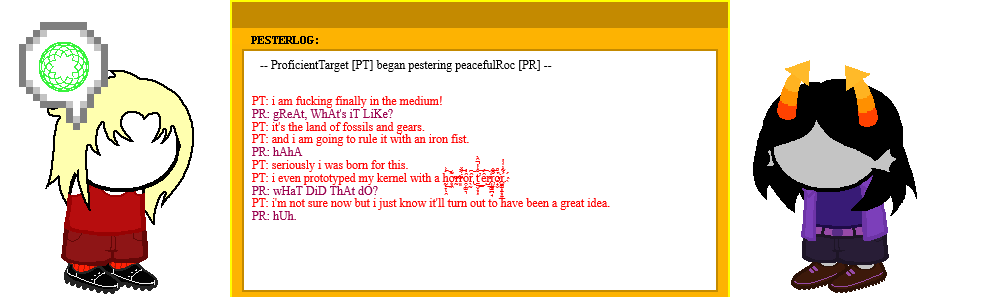 PESTERLOG:
-- ProficientTarget [PT] began pestering peacefulRoc [PR] --
PT: i am fucking finally in the medium!
PR: gReAt, WhAt's iT LiKe?
PT: it's the land of fossils and gears.
PT: and i am going to rule it with an iron fist.
PR: hAhA
PT: seriously i was born for this.
PT: i even prototyped my kernel with a horror terror.
PR: wHaT DiD ThAt dO?
PT: i'm not sure now but i just know it'll turn out to have been a great idea.
PR: hUh.